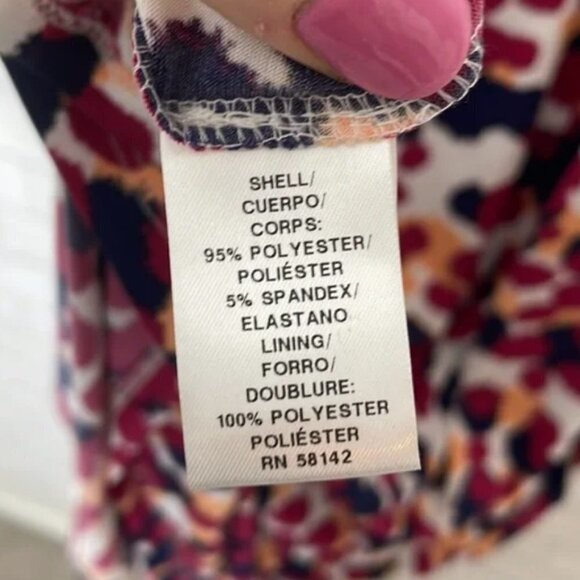 SHELL/
CUERPO/
CORPS:
95% POLYESTER/
POLIÉSTER
5% SPANDEX/
ELASTANO
LINING/
FORRO/
DOUBLURE:
100% POLYESTER
POLIÉSTER
RN 58142